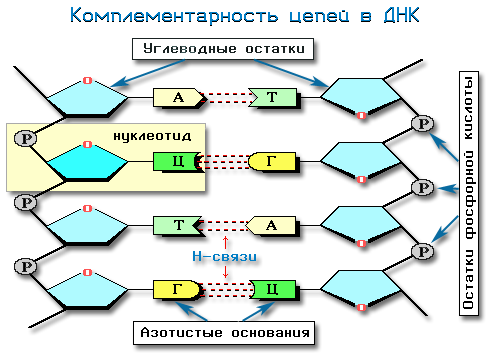 Комплементарность цепей в ДНК
Углеводные остатки
О О
А Т
Р Р
нуклеотид
О О
Ц Г
Р Р
О О
Т А
Н-связи
Р Р
О О
Г Ц
Азотистые основания
Остатки фосфорной кислоты